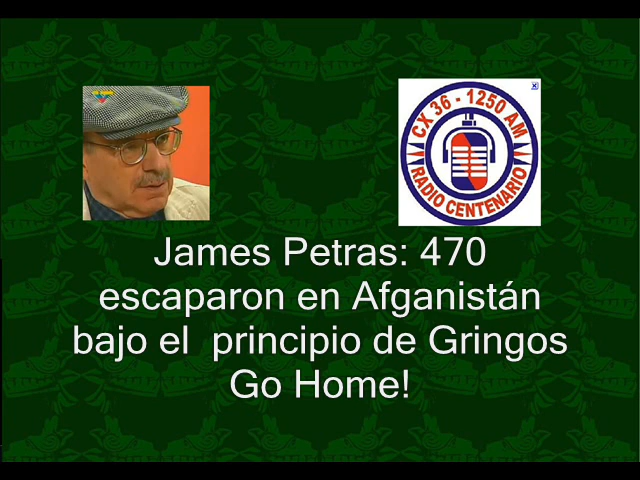 CX 36 - 1250 AM
RADIO CENTENARIO
James Petras: 470
escaparon en Afganistán
bajo el  principio de Gringos
Go Home!